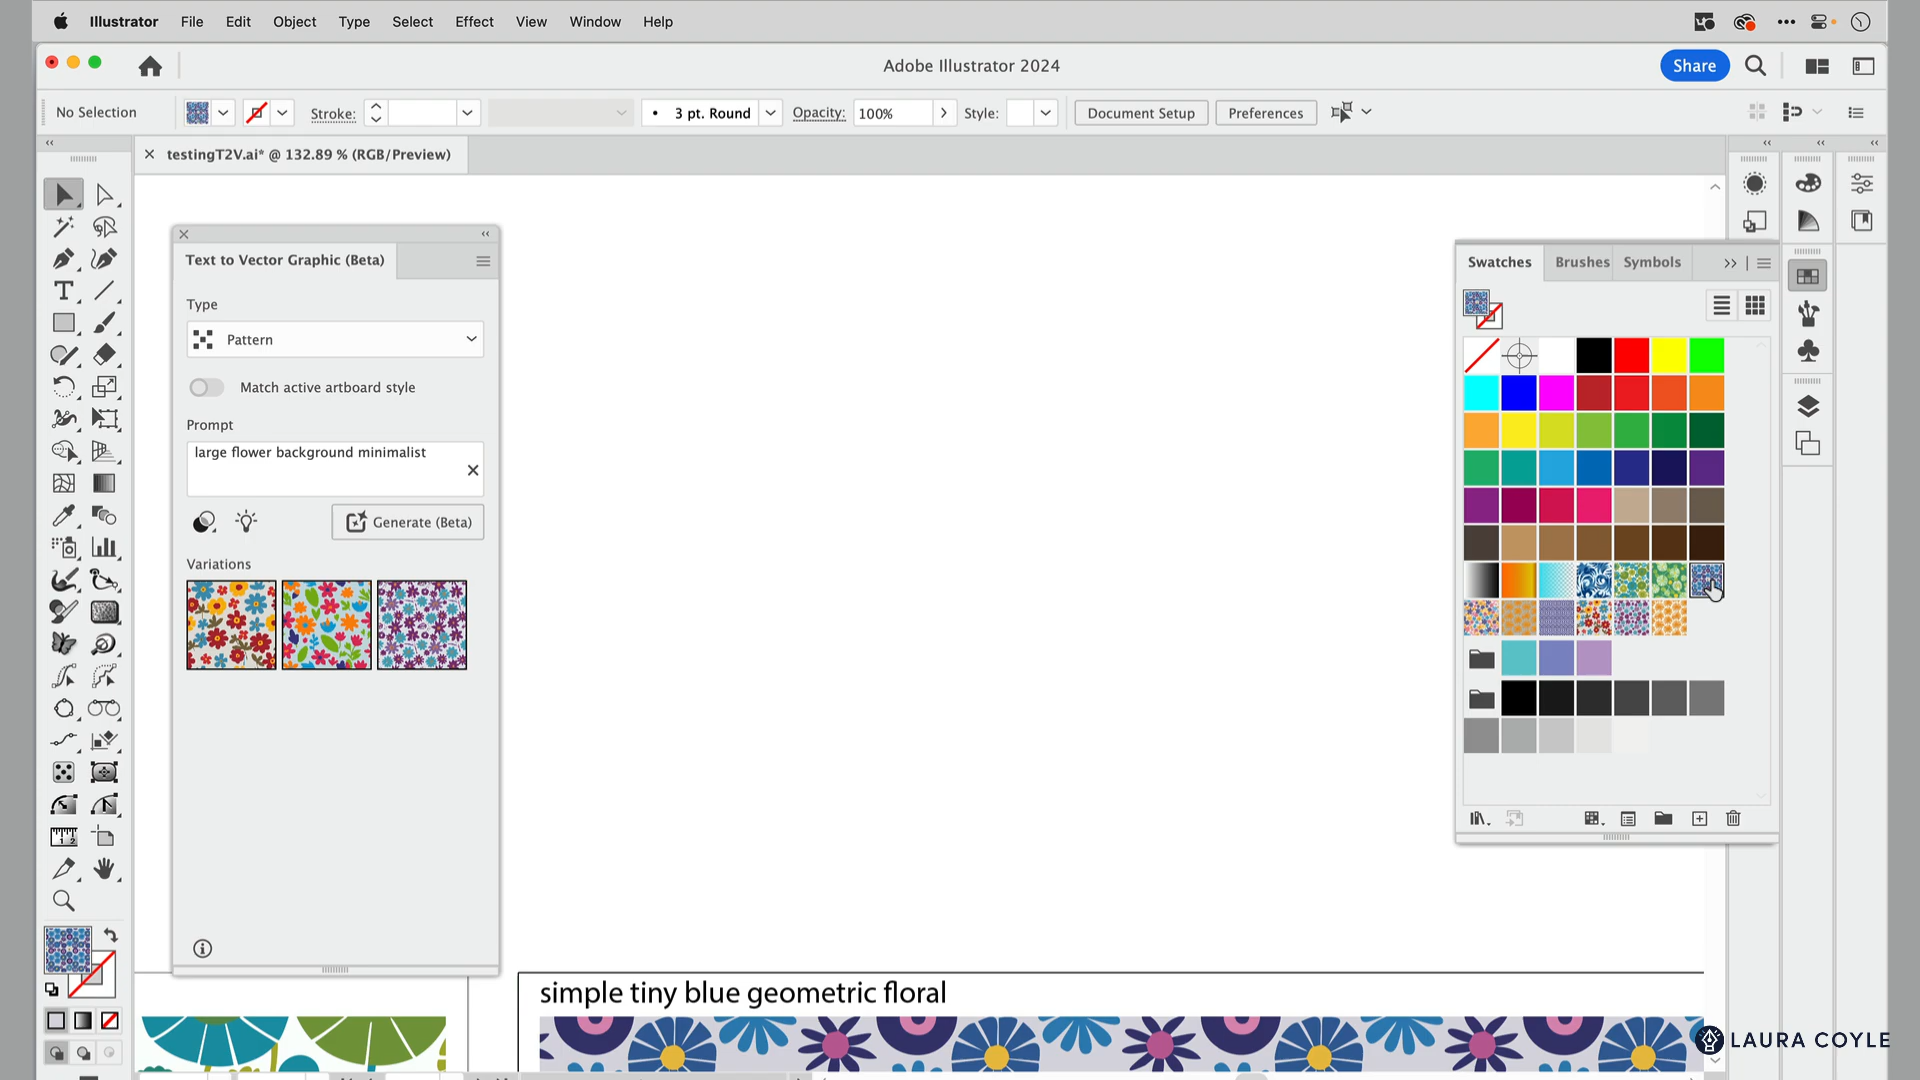 Illustrator File Edit Object Type Select Effect View Window Help
Adobe Illustrator 2024
Share
No Selection
Stroke:
3 pt. Round
Opacity: 100%
Style:
Document Setup
Preferences
testingT2V.ai* @ 132.89 % (RGB/Preview)
Text to Vector Graphic (Beta)
Type
Pattern
Match active artboard style
Prompt
large flower background minimalist
Generate (Beta)
Variations
Swatches Brushes Symbols
simple tiny blue geometric floral
LAURA COYLE